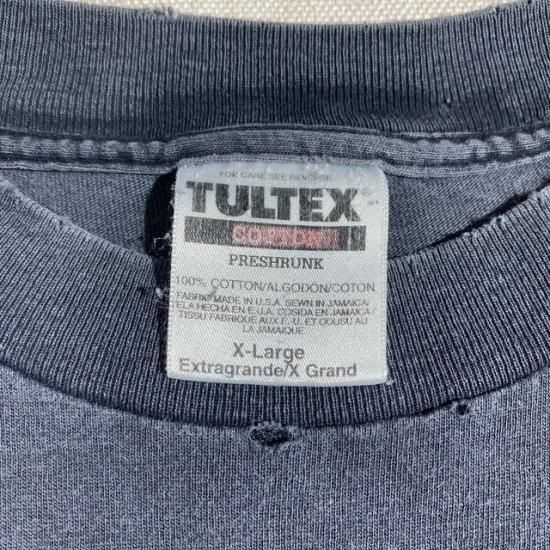 FOR CARE SEE REVERSE
TULTEX®
COTTON
PRESHRUNK
100% COTTON/ALGODON/COTON
FABRIC MADE IN U.S.A. SEWN IN JAMAICA/
TELA HECHA EN E.U.A. COSIDA EN JAMAICA/
TISSU FABRIQUE AUX E. U. ET COUSU AU
LA JAMAIQUE
X-Large
Extragrande/X Grand